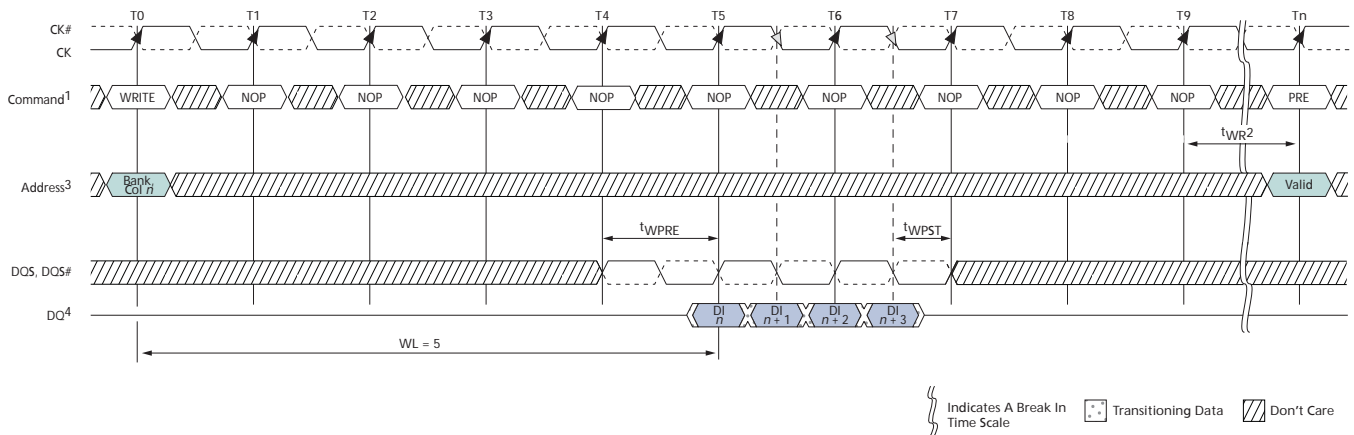 T0 T1 T2 T3 T4 T5 T6 T7 T8 T9 Tn
CK#
CK
Command1 WRITE NOP NOP NOP NOP NOP NOP NOP NOP NOP PRE
tWR2
Address3 Bank, Col n Valid
tWPRE tWPST
DQS, DQS#
DQ4 DI n DI n + 1 DI n + 2 DI n + 3
WL = 5
Indicates A Break In
Time Scale
Transitioning Data
Don't Care